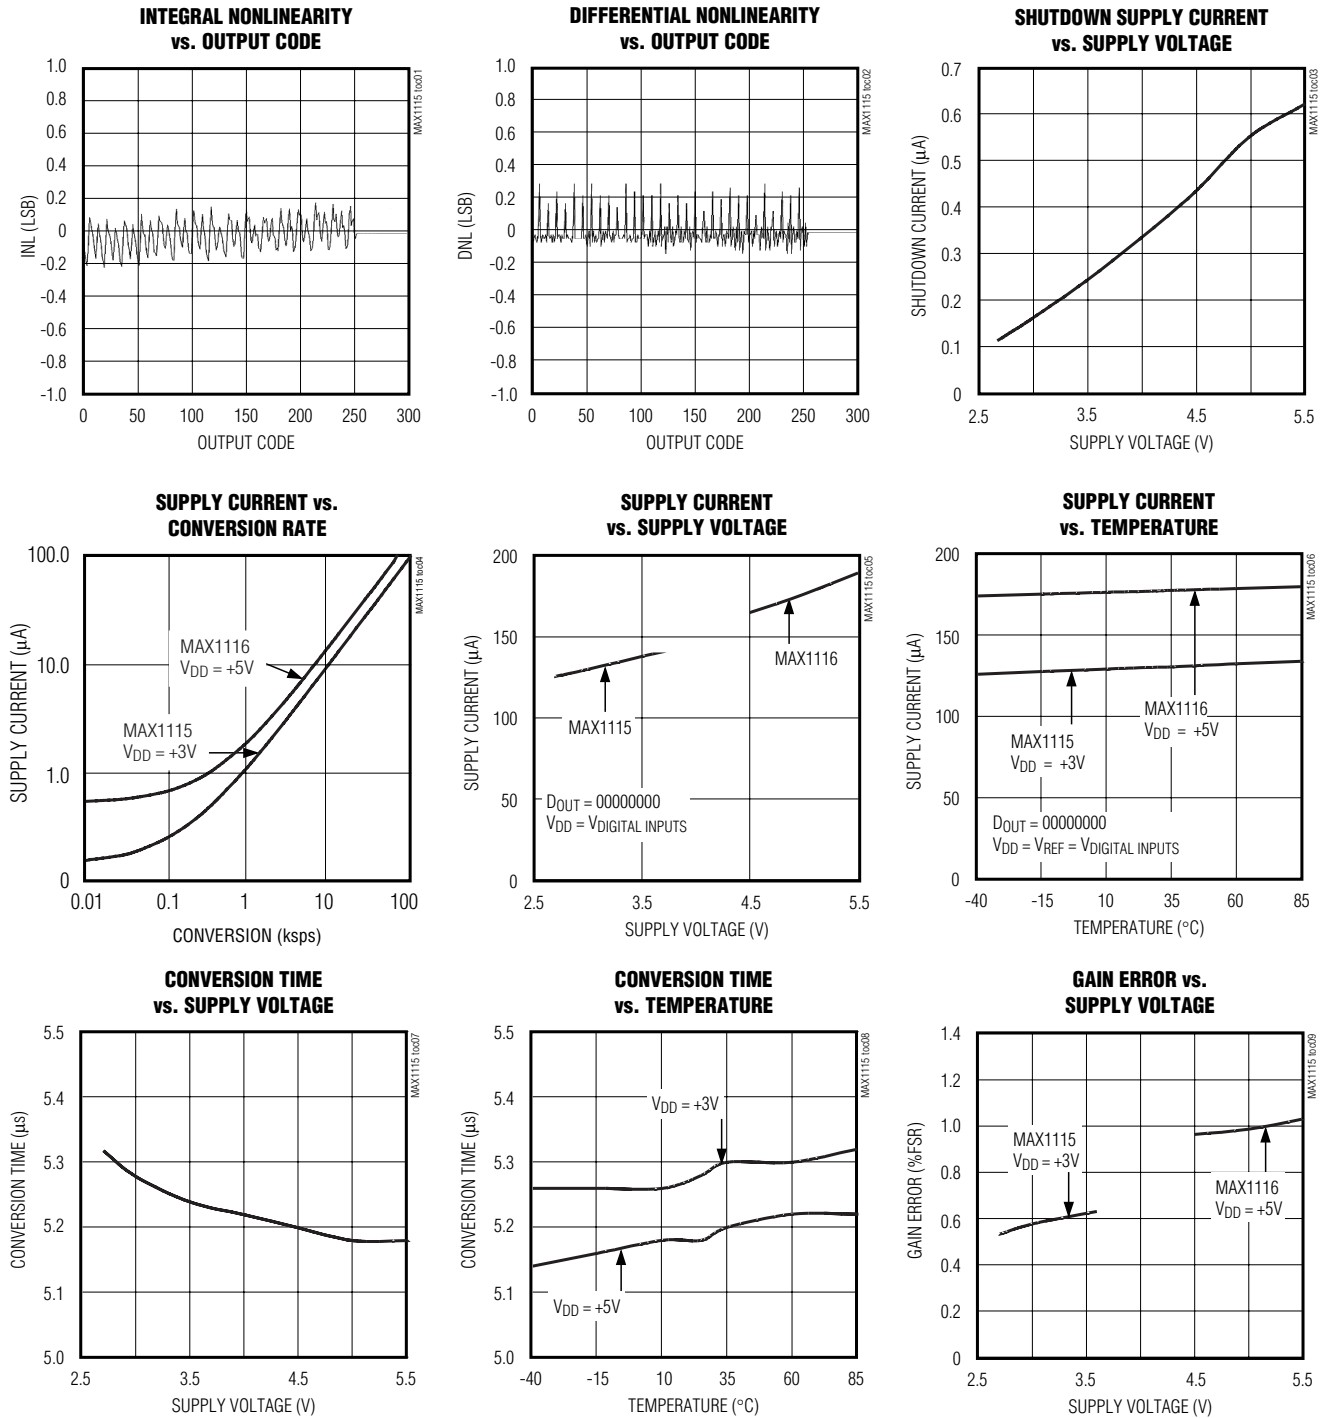 INTEGRAL NONLINEARITY
vs. OUTPUT CODE
1.0
0.8
0.6
0.4
0.2
0
-0.2
-0.4
-0.6
-0.8
-1.0
INL (LSB)
0 50 100 150 200 250 300
OUTPUT CODE
MAX1115 toc01
DIFFERENTIAL NONLINEARITY
vs. OUTPUT CODE
1.0
0.8
0.6
0.4
0.2
0
-0.2
-0.4
-0.6
-0.8
-1.0
DNL (LSB)
0 50 100 150 200 250 300
OUTPUT CODE
MAX1115 toc02
SHUTDOWN SUPPLY CURRENT
vs. SUPPLY VOLTAGE
0.7
0.6
0.5
0.4
0.3
0.2
0.1
0
SHUTDOWN CURRENT (µA)
2.5 3.5 4.5 5.5
SUPPLY VOLTAGE (V)
MAX1115 toc03
SUPPLY CURRENT vs.
CONVERSION RATE
100.0
10.0
1.0
0
SUPPLY CURRENT (µA)
MAX1116
VDD = +5V
MAX1115
VDD = +3V
0.01 0.1 1 10 100
CONVERSION (ksps)
MAX1115 toc04
SUPPLY CURRENT
vs. SUPPLY VOLTAGE
200
150
100
50
0
SUPPLY CURRENT (µA)
MAX1116
MAX1115
DOUT = 00000000
VDD = VDIGITAL INPUTS
2.5 3.5 4.5 5.5
SUPPLY VOLTAGE (V)
MAX1115 toc05
SUPPLY CURRENT
vs. TEMPERATURE
200
150
100
50
0
SUPPLY CURRENT (µA)
MAX1116
VDD = +5V
MAX1115
VDD = +3V
DOUT = 00000000
VDD = VREF = VDIGITAL INPUTS
-40 -15 10 35 60 85
TEMPERATURE (°C)
MAX1115 toc06
CONVERSION TIME
vs. SUPPLY VOLTAGE
5.5
5.4
5.3
5.2
5.1
5.0
CONVERSION TIME (µs)
2.5 3.5 4.5 5.5
SUPPLY VOLTAGE (V)
MAX1115 toc07
CONVERSION TIME
vs. TEMPERATURE
5.5
5.4
5.3
5.2
5.1
5.0
CONVERSION TIME (µs)
VDD = +3V
VDD = +5V
-40 -15 10 35 60 85
TEMPERATURE (°C)
MAX1115 toc08
GAIN ERROR vs.
SUPPLY VOLTAGE
1.4
1.2
1.0
0.8
0.6
0.4
0.2
0
GAIN ERROR (%FSR)
MAX1115
VDD = +3V
MAX1116
VDD = +5V
2.5 3.5 4.5 5.5
SUPPLY VOLTAGE (V)
MAX1115 toc09